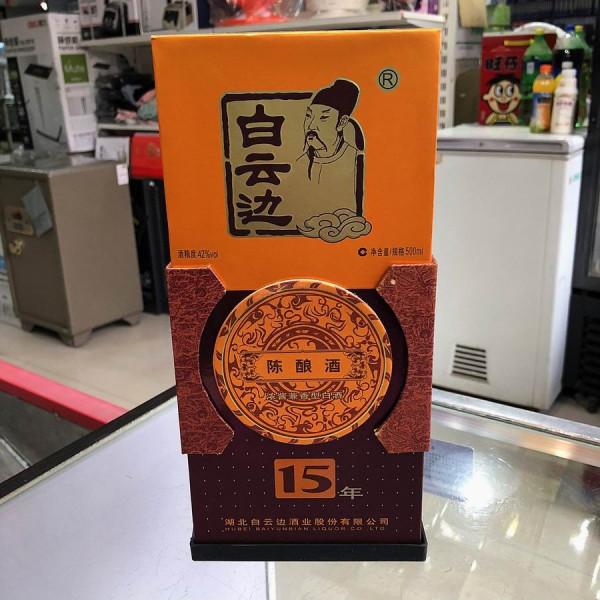 白云边
®
酒精度:42%vol
C 净含量/规格:500ml
陈酿酒
浓酱兼香型白酒
15年
湖北白云边酒业股份有限公司
HUBEI BAIYUNBIAN LIQUOR CO.,LTD.
旺仔